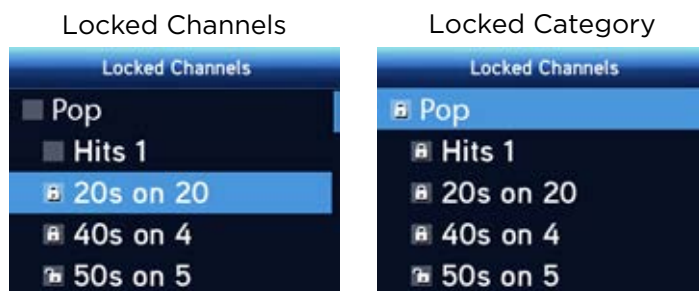 Locked Channels
Locked Channels
Pop
Hits 1
20s on 20
40s on 4
50s on 5
Locked Category
Locked Channels
Pop
Hits 1
20s on 20
40s on 4
50s on 5